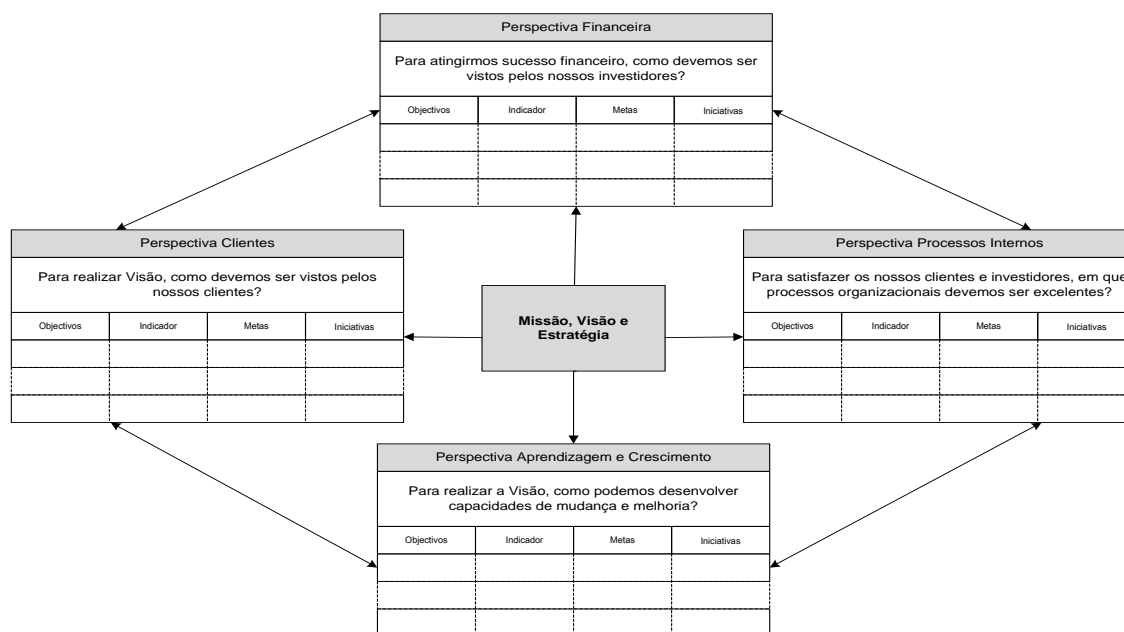 Perspectiva Financeira
Para atingirmos sucesso financeiro, como devemos ser
vistos pelos nossos investidores?
Objectivos Indicador Metas Iniciativas
Perspectiva Clientes
Para realizar Visão, como devemos ser vistos pelos
nossos clientes?
Objectivos Indicador Metas Iniciativas
Missão, Visão e
Estratégia
Perspectiva Processos Internos
Para satisfazer os nossos clientes e investidores, em que
processos organizacionais devemos ser excelentes?
Objectivos Indicador Metas Iniciativas
Perspectiva Aprendizagem e Crescimento
Para realizar a Visão, como podemos desenvolver
capacidades de mudança e melhoria?
Objectivos Indicador Metas Iniciativas